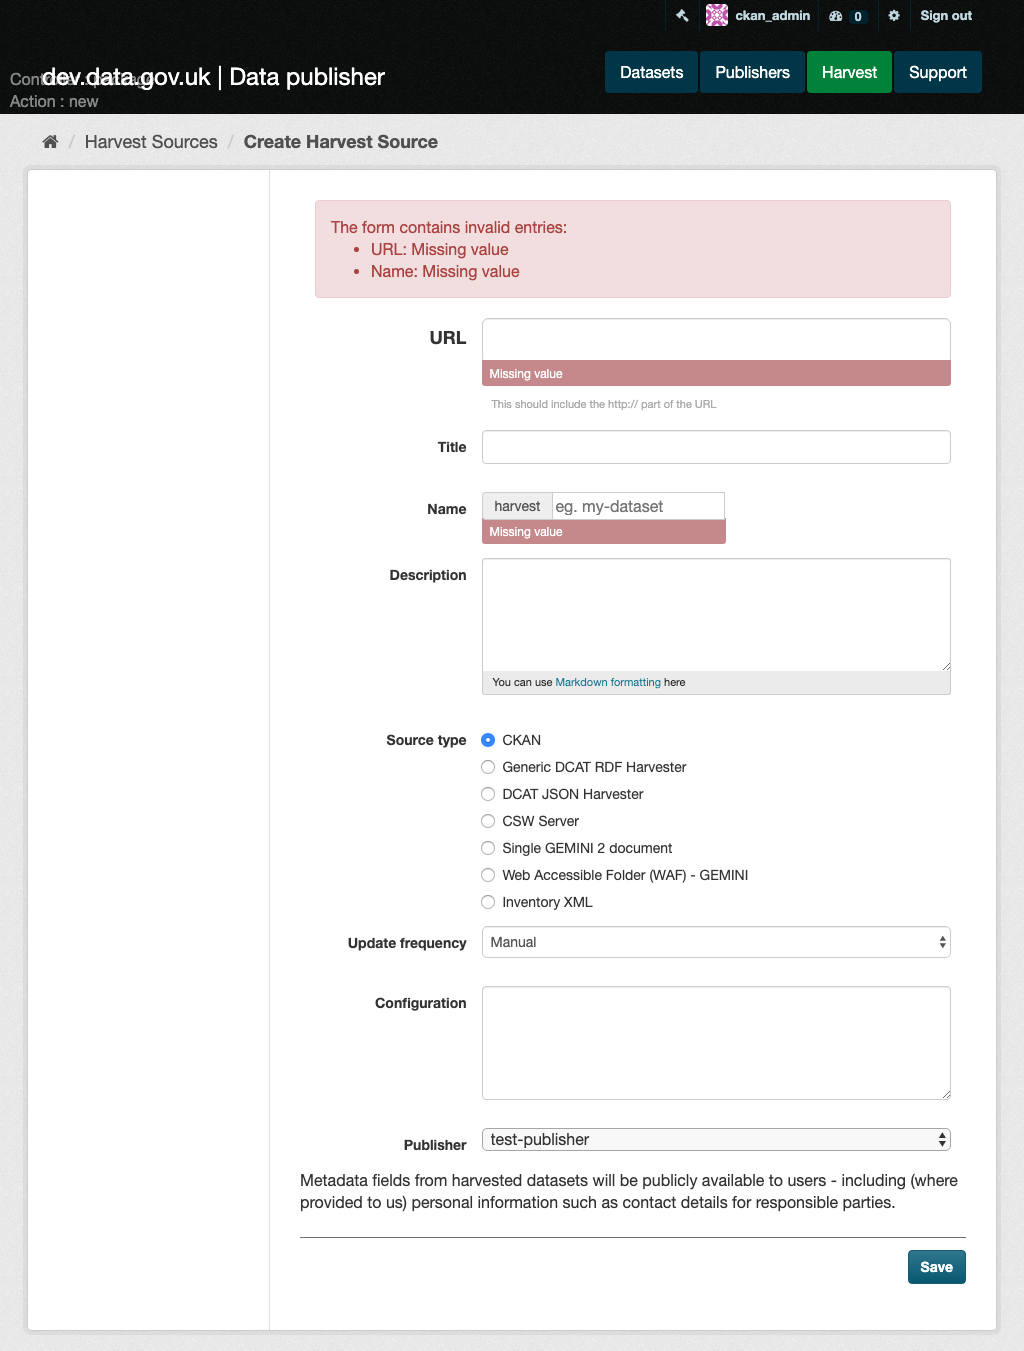 ckan_admin 0 Sign out
dev.data.gov.uk | Data publisher
Datasets Publishers Harvest Support
Action : new
/ Harvest Sources / Create Harvest Source
The form contains invalid entries:
• URL: Missing value
• Name: Missing value
URL
Missing value
This should include the http:// part of the URL
Title
Name harvest eg. my-dataset
Missing value
Description
You can use Markdown formatting here
Source type CKAN
Generic DCAT RDF Harvester
DCAT JSON Harvester
CSW Server
Single GEMINI 2 document
Web Accessible Folder (WAF) - GEMINI
Inventory XML
Update frequency Manual
Configuration
Publisher test-publisher
Metadata fields from harvested datasets will be publicly available to users - including (where
provided to us) personal information such as contact details for responsible parties.
Save